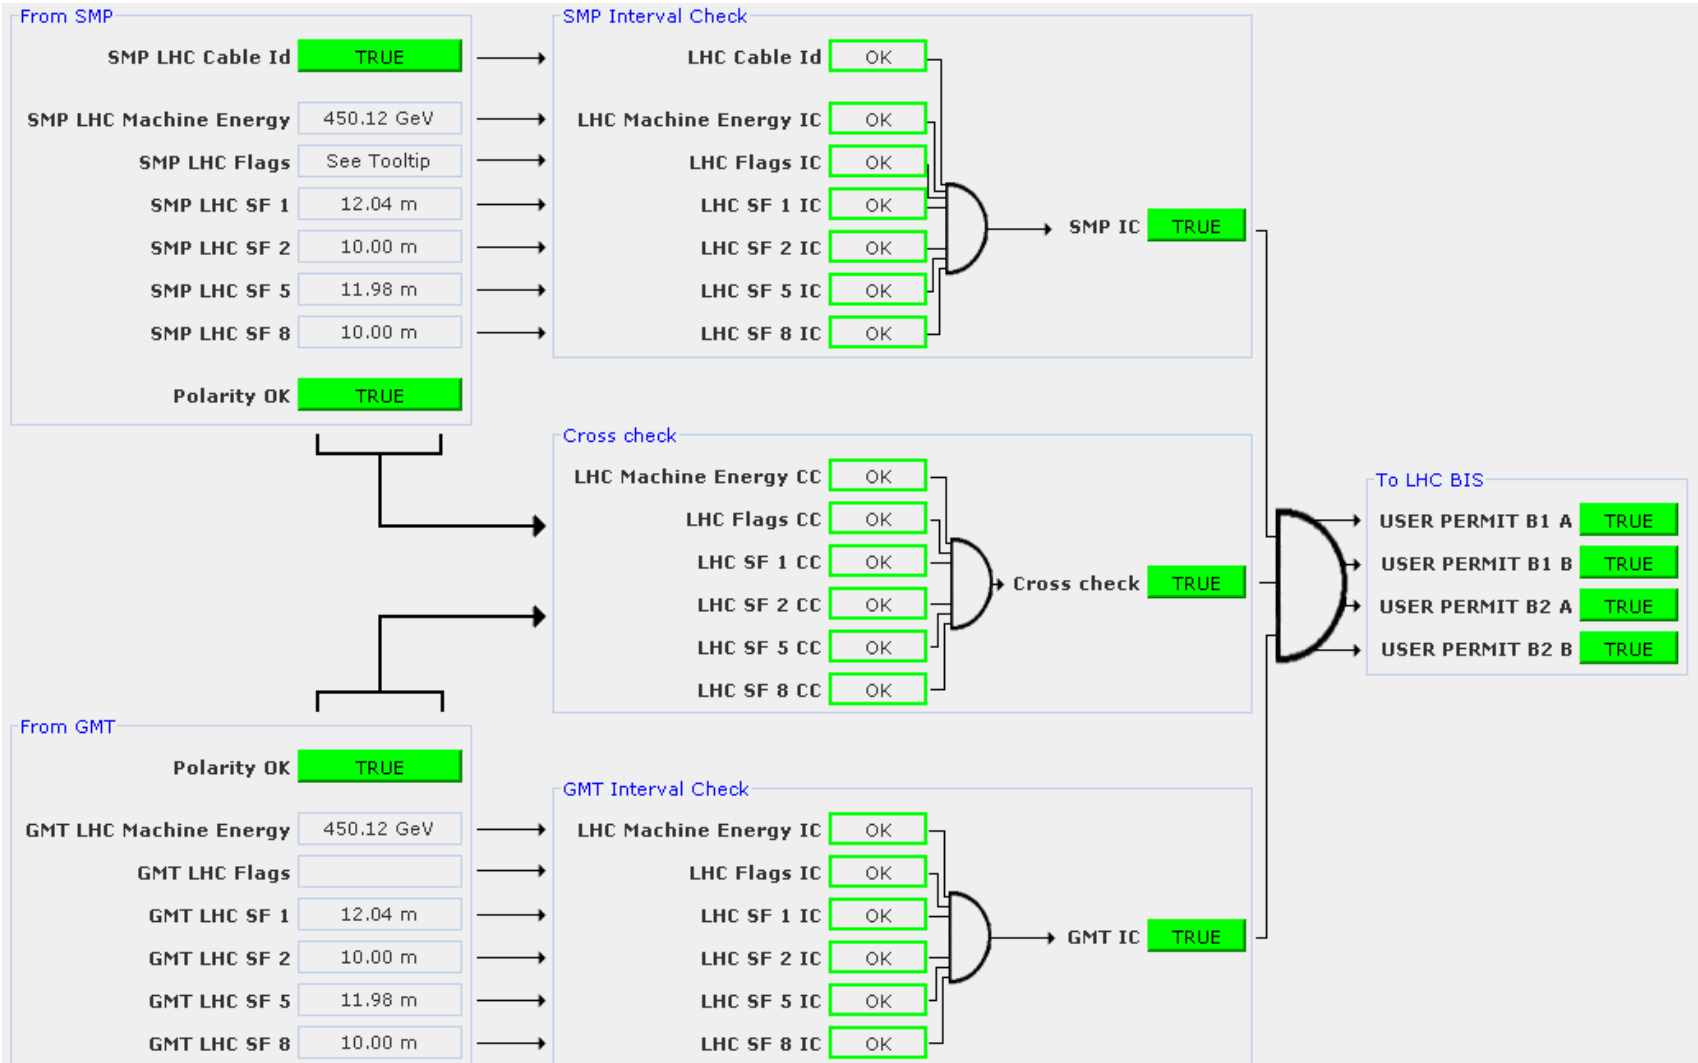 From SMP
SMP LHC Cable Id TRUE
SMP LHC Machine Energy 450.12 GeV
SMP LHC Flags See Tooltip
SMP LHC SF 1 12.04 m
SMP LHC SF 2 10.00 m
SMP LHC SF 5 11.98 m
SMP LHC SF 8 10.00 m
Polarity OK TRUE
SMP Interval Check
LHC Cable Id OK
LHC Machine Energy IC OK
LHC Flags IC OK
LHC SF 1 IC OK
LHC SF 2 IC OK
LHC SF 5 IC OK
LHC SF 8 IC OK
SMP IC TRUE
Cross check
LHC Machine Energy CC OK
LHC Flags CC OK
LHC SF 1 CC OK
LHC SF 2 CC OK
LHC SF 5 CC OK
LHC SF 8 CC OK
Cross check TRUE
To LHC BIS
USER PERMIT B1 A TRUE
USER PERMIT B1 B TRUE
USER PERMIT B2 A TRUE
USER PERMIT B2 B TRUE
From GMT
Polarity OK TRUE
GMT LHC Machine Energy 450.12 GeV
GMT LHC Flags
GMT LHC SF 1 12.04 m
GMT LHC SF 2 10.00 m
GMT LHC SF 5 11.98 m
GMT LHC SF 8 10.00 m
GMT Interval Check
LHC Machine Energy IC OK
LHC Flags IC OK
LHC SF 1 IC OK
LHC SF 2 IC OK
LHC SF 5 IC OK
LHC SF 8 IC OK
GMT IC TRUE